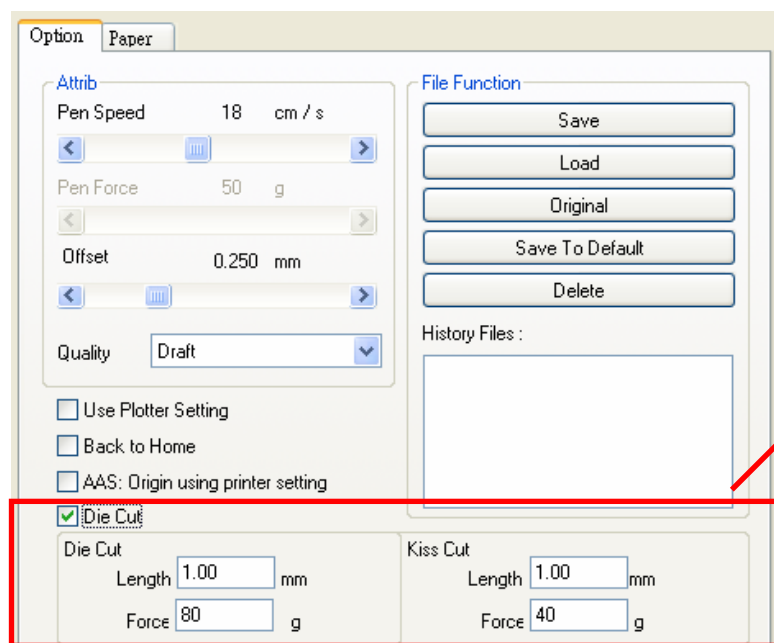 Option Paper
Attrib
Pen Speed 18 cm / s
Pen Force 50 g
Offset 0.250 mm
Quality Draft
Use Plotter Setting
Back to Home
AAS: Origin using printer setting
Die Cut
File Function
Save
Load
Original
Save To Default
Delete
History Files :
Die Cut
Length 1.00 mm
Force 80 g
Kiss Cut
Length 1.00 mm
Force 40 g